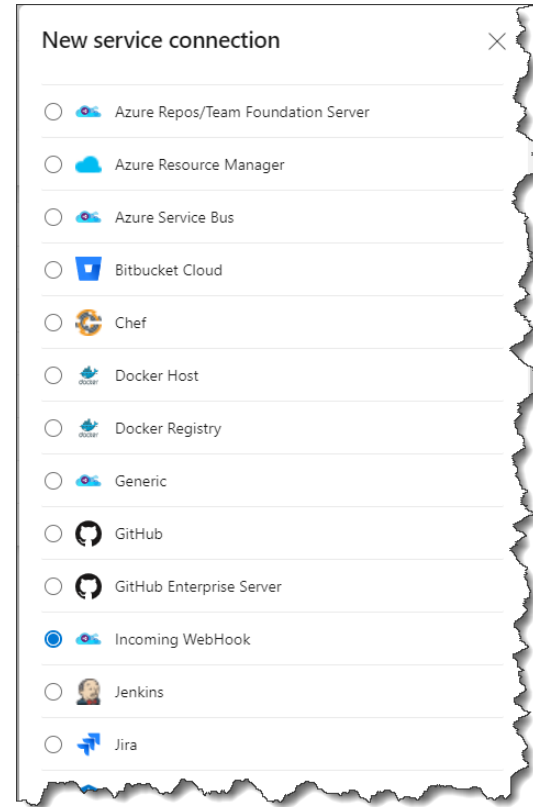 New service connection
Azure Repos/Team Foundation Server
Azure Resource Manager
Azure Service Bus
Bitbucket Cloud
Chef
Docker Host
Docker Registry
Generic
GitHub
GitHub Enterprise Server
Incoming WebHook
Jenkins
Jira